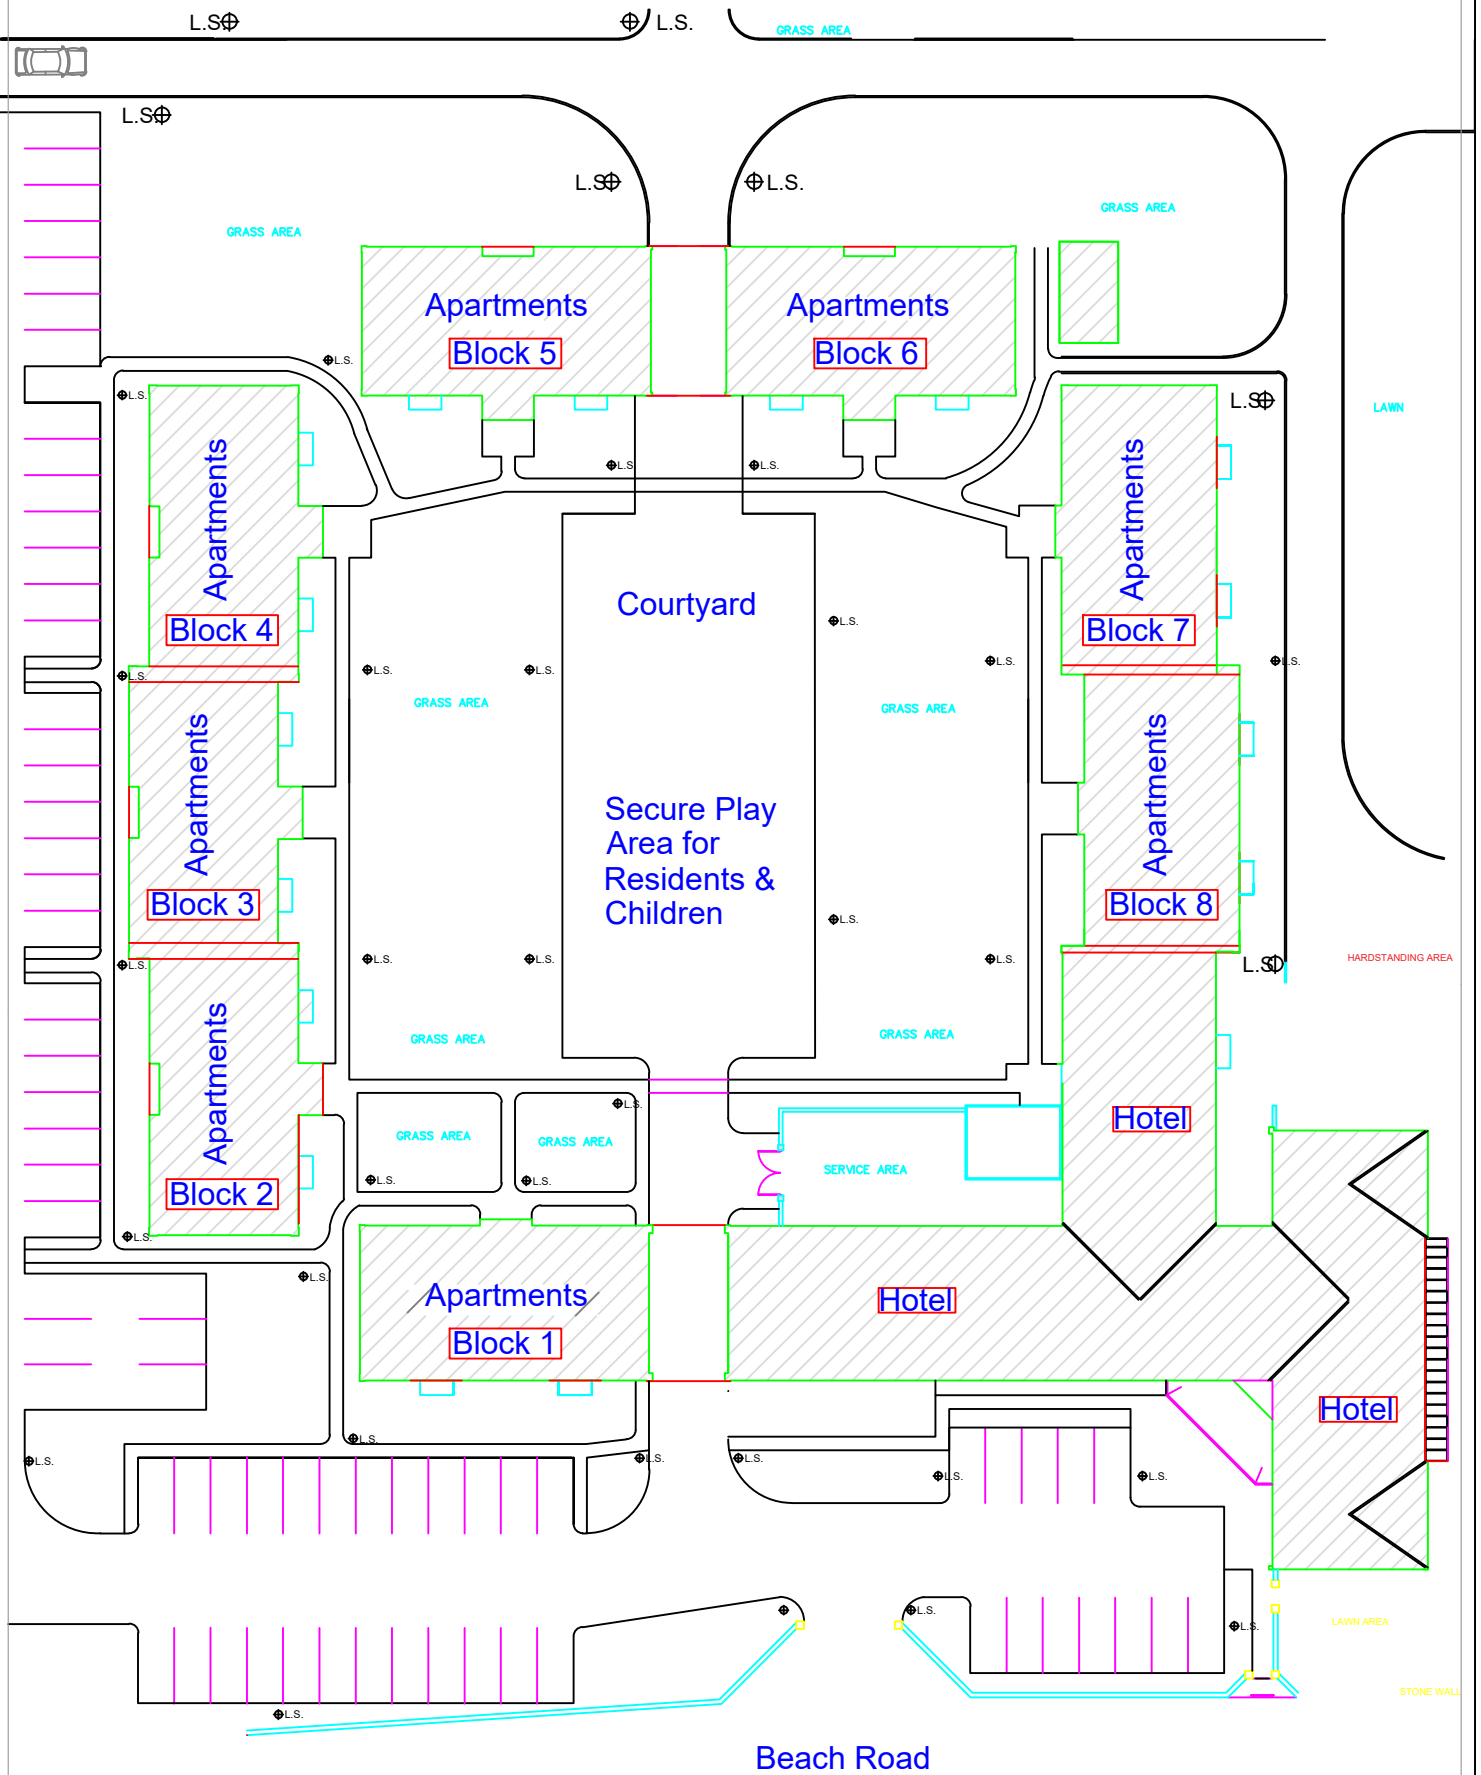 L.S.
L.S.
GRASS AREA
L.S.
L.S.
L.S.
GRASS AREA
GRASS AREA
Apartments
Block 5
Apartments
Block 6
L.S.
L.S.
L.S.
LAWN
Apartments
Block 4
L.S.
L.S.
Apartments
Block 7
Courtyard
L.S.
L.S.
L.S.
L.S.
L.S.
L.S.
GRASS AREA
GRASS AREA
Apartments
Block 3
Secure Play
Area for
Residents &
Children
Apartments
Block 8
L.S.
L.S.
L.S.
L.S.
L.S.
L.S.
HARDSTANDING AREA
GRASS AREA
GRASS AREA
Apartments
Block 2
L.S.
Hotel
GRASS AREA
GRASS AREA
SERVICE AREA
L.S.
L.S.
L.S.
L.S.
Apartments
Block 1
Hotel
Hotel
L.S.
L.S.
L.S.
L.S.
L.S.
L.S.
L.S.
L.S.
LAWN AREA
STONE WALL
L.S.
Beach Road